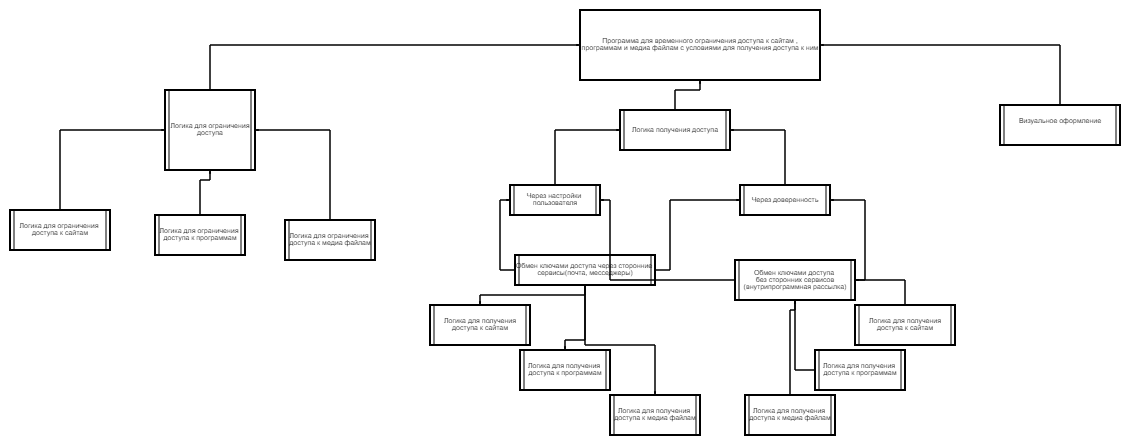 Программа для временного ограничения доступа к сайтам ,
программам и медиа файлам с условиями для получения доступа к ним
Логика для ограничения
доступа
Логика получения доступа
Визуальное оформление
Логика для ограничения
доступа к сайтам
Логика для ограничения
доступа к программам
Логика для ограничения
доступа к медиа файлам
Через настройки
пользователя
Через доверенность
Обмен ключами доступа через сторонние
сервисы(почта, месседжеры)
Обмен ключами доступа
без сторонних сервисов
(внутрипрограммная рассылка)
Логика для получения
доступа к сайтам
Логика для получения
доступа к программам
Логика для получения
доступа к медиа файлам
Логика для получения
доступа к сайтам
Логика для получения
доступа к программам
Логика для получения
доступа к медиа файлам